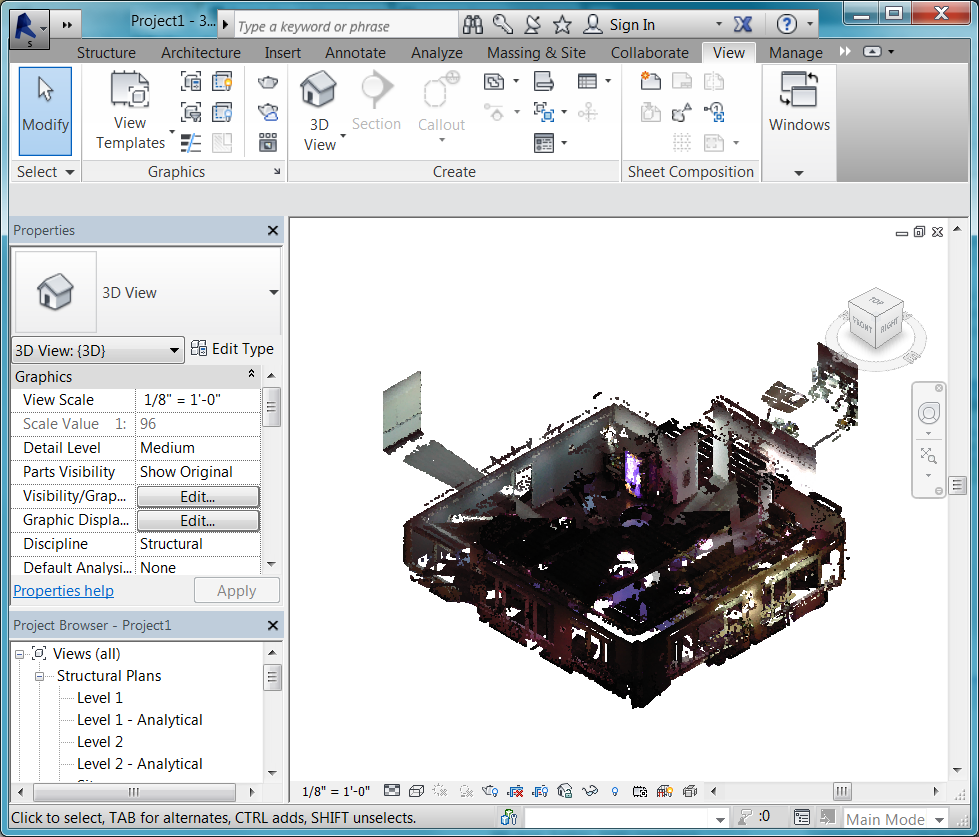 Project1 - 3... Type a keyword or phrase Sign In
S
Structure Architecture Insert Annotate Analyze Massing & Site Collaborate View Manage
Modify
View
Templates
3D
View
Section
Callout
Windows
Select Graphics Create Sheet Composition
Properties
3D View
3D View: {3D} Edit Type
Graphics
View Scale 1/8" = 1'-0"
Scale Value 1: 96
Detail Level Medium
Parts Visibility Show Original
Visibility/Grap... Edit...
Graphic Displa... Edit...
Discipline Structural
Default Analysi... None
Properties help Apply
TOP
FRONT RIGHT
Project Browser - Project1
Views (all)
Structural Plans
Level 1
Level 1 - Analytical
Level 2
Level 2 - Analytical
1/8" = 1'-0"
Click to select, TAB for alternates, CTRL adds, SHIFT unselects. :0 Main Mode